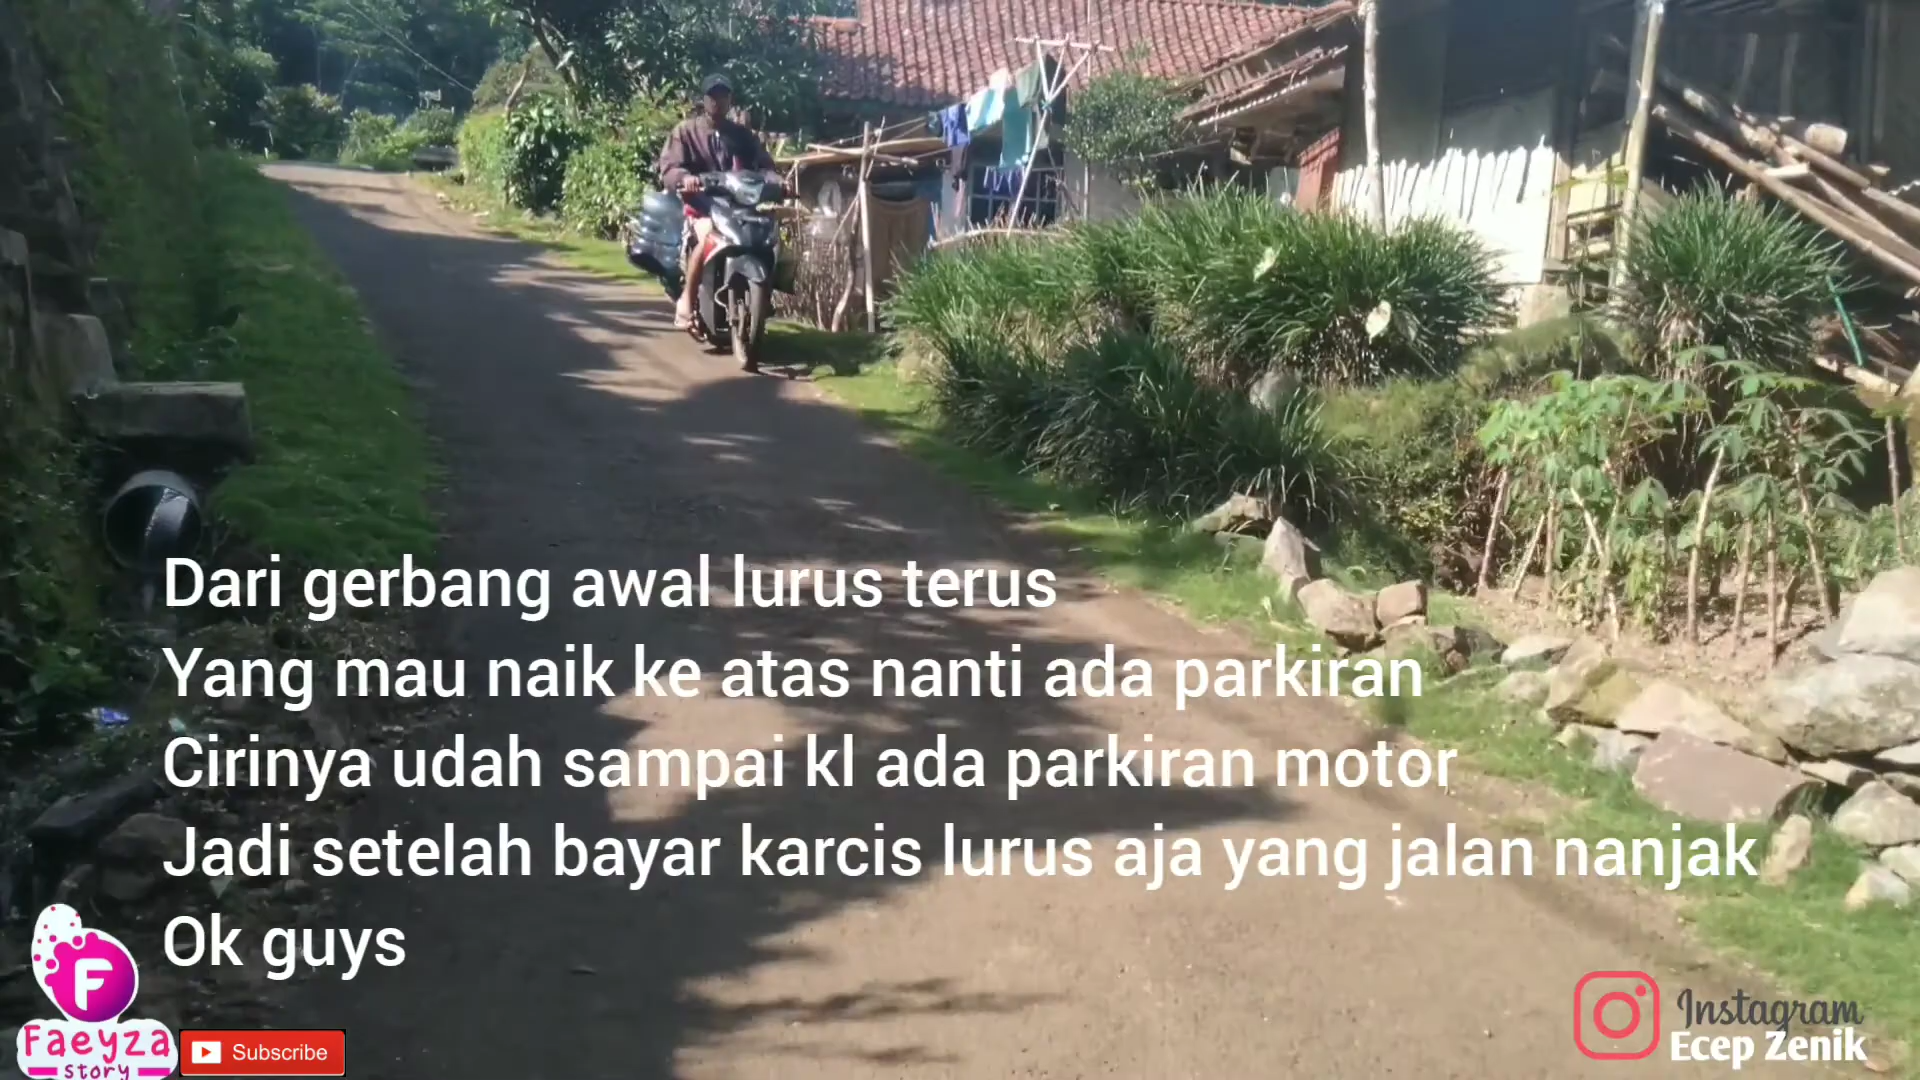 Dari gerbang awal lurus terus
Yang mau naik ke atas nanti ada parkiran
Cirinya udah sampai kl ada parkiran motor
Jadi setelah bayar karcis lurus aja yang jalan nanjak
Ok guys
F
Faeyza
story
Subscribe
Instagram
Ecep Zenik